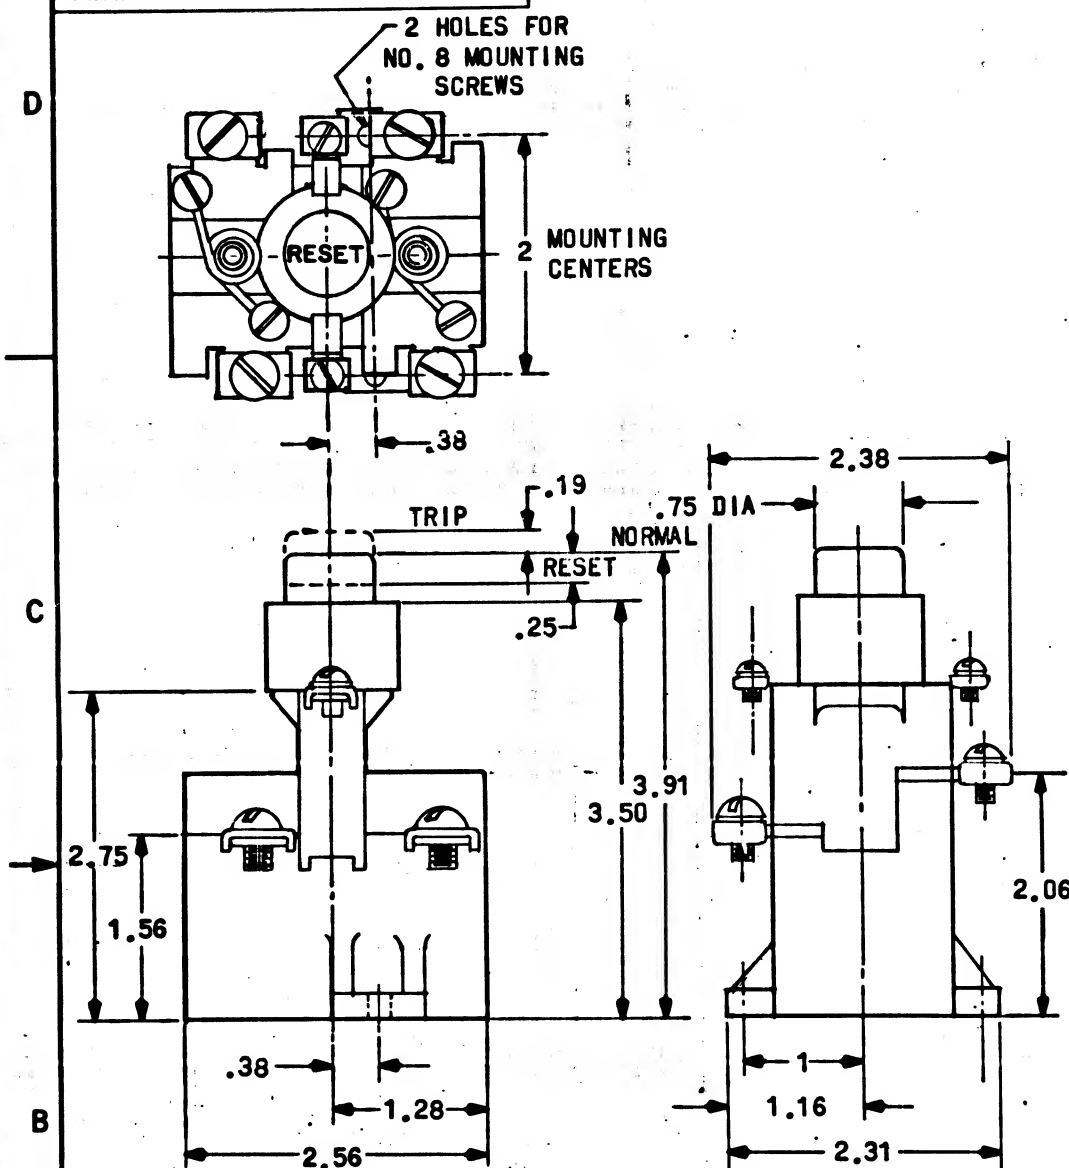 D
2 HOLES FOR
NO. 8 MOUNTING
SCREWS
RESET
2
MOUNTING
CENTERS
.38
2.38
.19
.75 DIA
TRIP
NORMAL
RESET
C
.25
3.91
3.50
2.75
2.06
1.56
.38
1
1.28
1.16
B
2.56
2.31